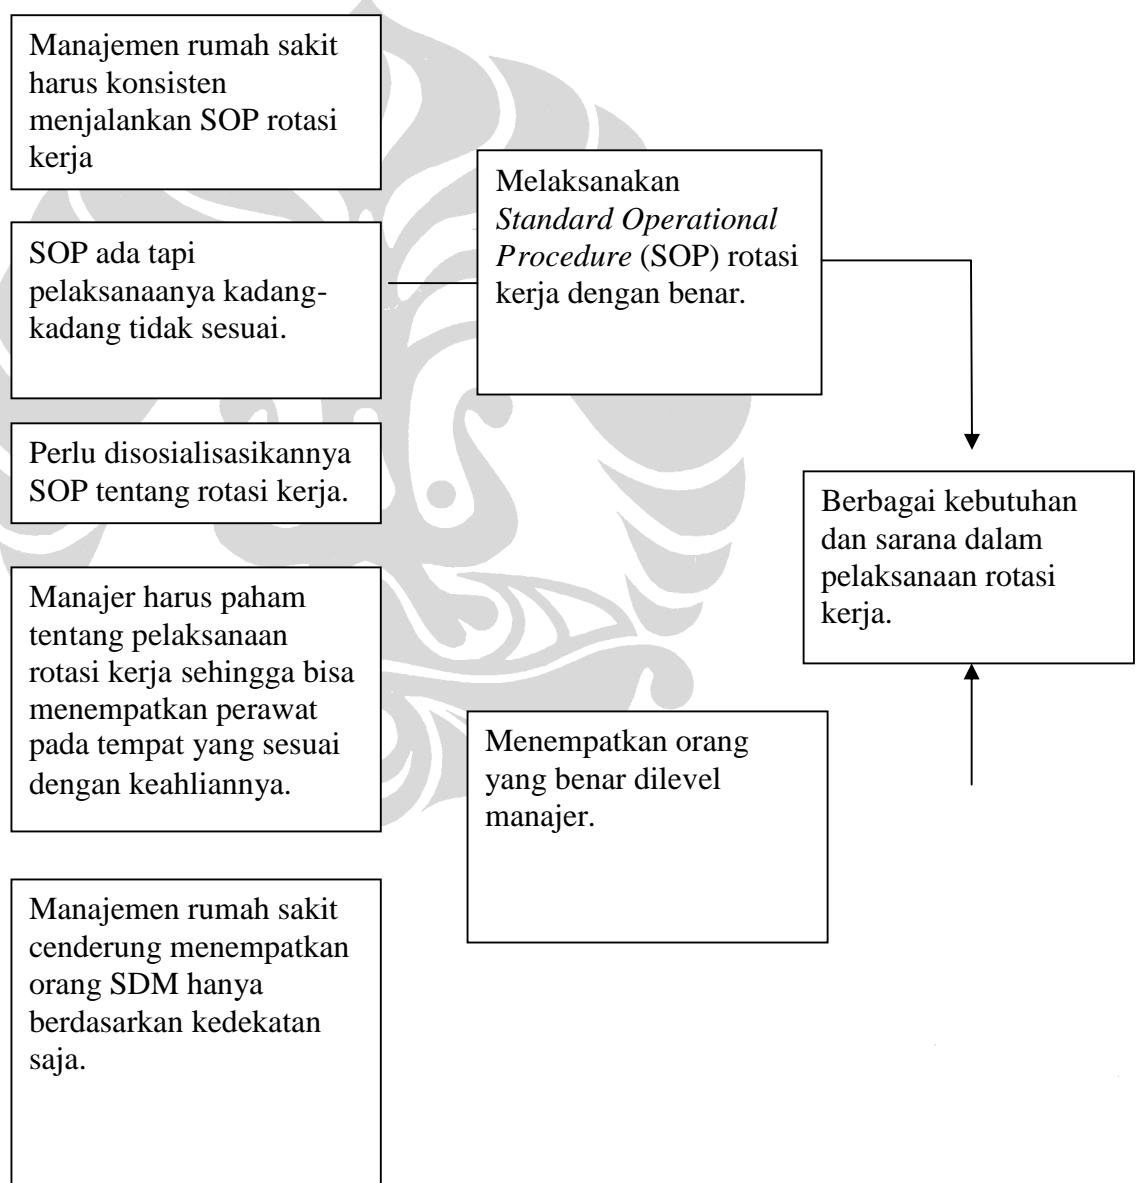 Manajemen rumah sakit
harus konsisten
menjalankan SOP rotasi
kerja
SOP ada tapi
pelaksanaanya kadang-
kadang tidak sesuai.
Perlu disosialisasikannya
SOP tentang rotasi kerja.
Manajer harus paham
tentang pelaksanaan
rotasi kerja sehingga bisa
menempatkan perawat
pada tempat yang sesuai
dengan keahliannya.
Manajemen rumah sakit
cenderung menempatkan
orang SDM hanya
berdasarkan kedekatan
saja.
Melaksanakan
Standard Operational
Procedure (SOP) rotasi
kerja dengan benar.
Menempatkan orang
yang benar dilevel
manajer.
Berbagai kebutuhan
dan sarana dalam
pelaksanaan rotasi
kerja.